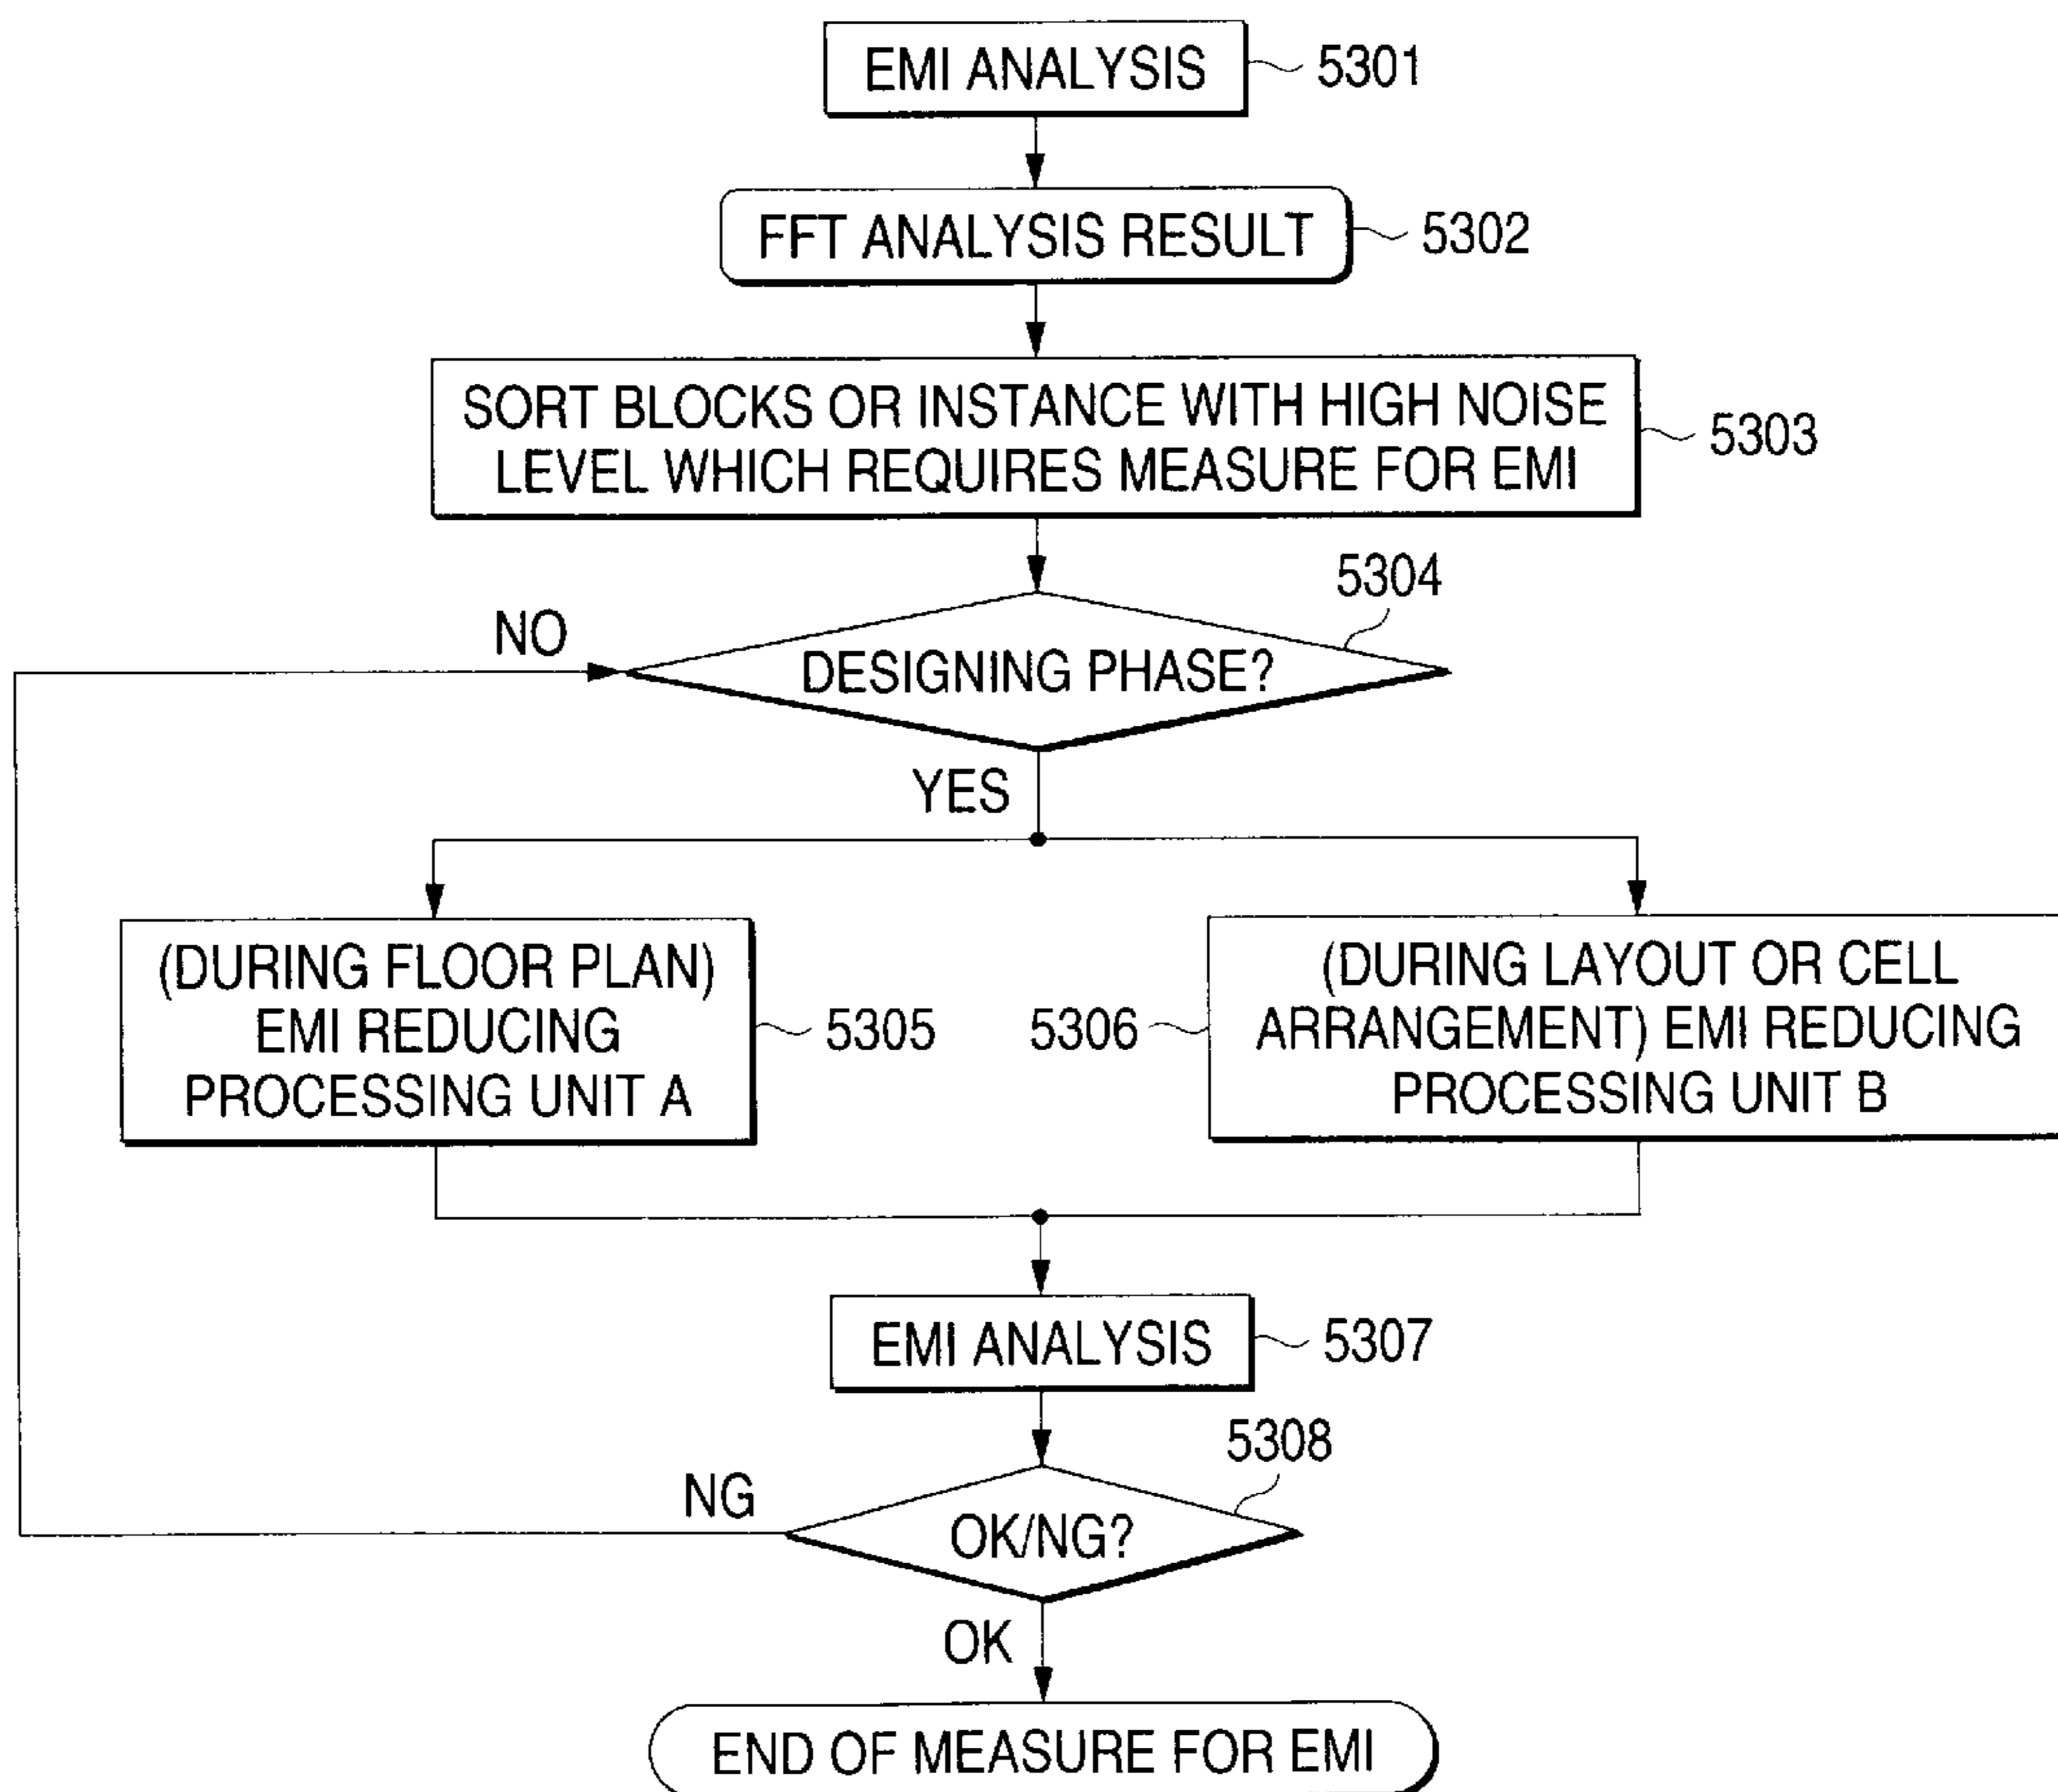 EMI ANALYSIS
5301
FFT ANALYSIS RESULT
5302
SORT BLOCKS OR INSTANCE WITH HIGH NOISE
LEVEL WHICH REQUIRES MEASURE FOR EMI
5303
5304
NO
DESIGNING PHASE?
YES
(DURING FLOOR PLAN)
EMI REDUCING
PROCESSING UNIT A
5305
5306
(DURING LAYOUT OR CELL
ARRANGEMENT) EMI REDUCING
PROCESSING UNIT B
EMI ANALYSIS
5307
5308
NG
OK/NG?
OK
END OF MEASURE FOR EMI